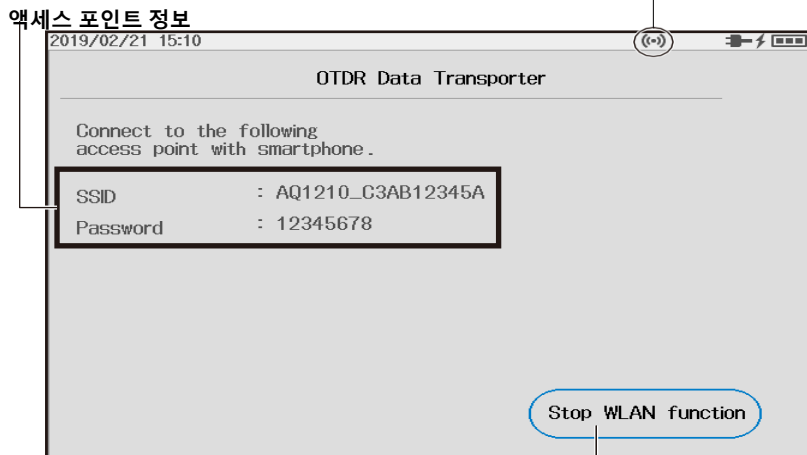 액세스 포인트 정보
2019/02/21 15:10
OTDR Data Transporter
Connect to the following
access point with smartphone.
SSID : AQ1210_C3AB12345A
Password : 12345678
Stop WLAN function